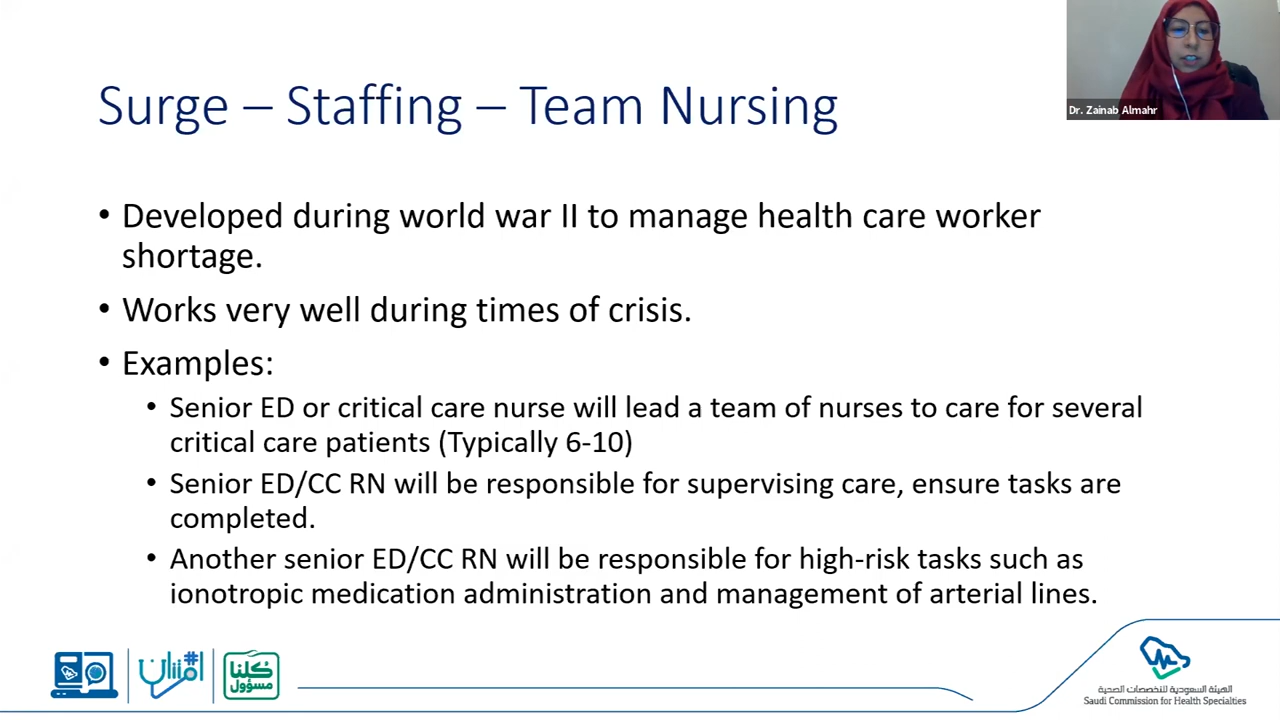 Dr. Zainab Almahr
Surge – Staffing – Team Nursing
• Developed during world war II to manage health care worker
shortage.
• Works very well during times of crisis.
• Examples:
• Senior ED or critical care nurse will lead a team of nurses to care for several
critical care patients (Typically 6-10)
• Senior ED/CC RN will be responsible for supervising care, ensure tasks are
completed.
• Another senior ED/CC RN will be responsible for high-risk tasks such as
ionotropic medication administration and management of arterial lines.
#امتنان
كلنا
مسؤول
الهيئة السعودية للتخصصات الصحية
Saudi Commission for Health Specialties